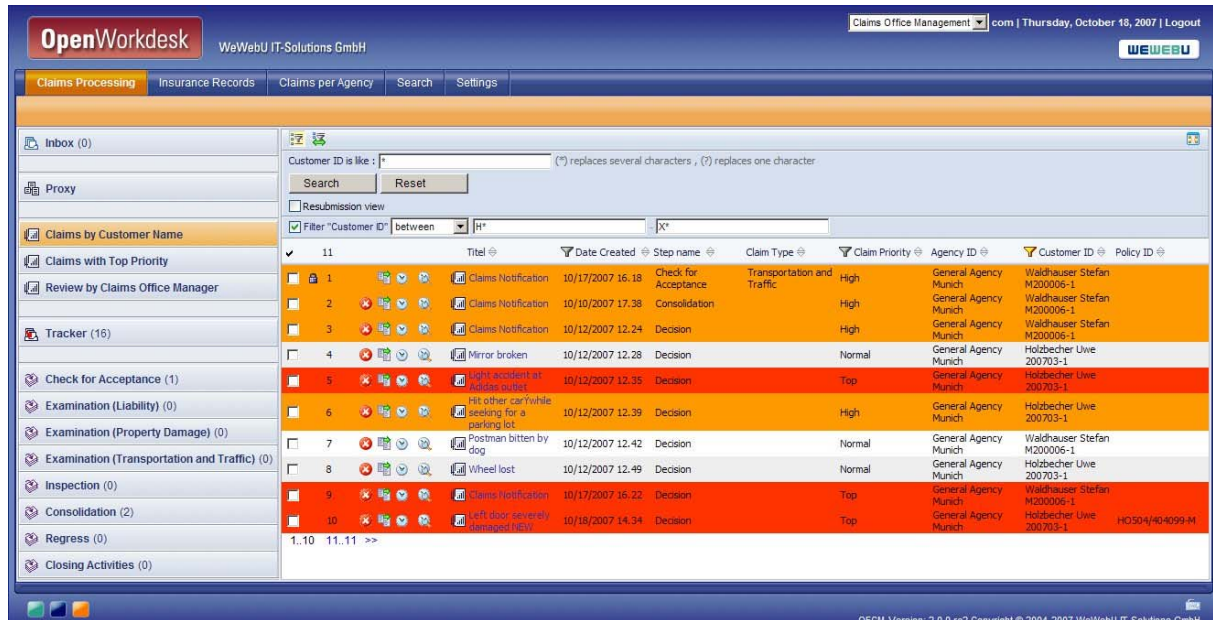 Claims Office Management com | Thursday, October 18, 2007 | Logout
OpenWorkdesk WeWebU IT-Solutions GmbH
WEWEBU
Claims Processing Insurance Records Claims per Agency Search Settings
Inbox (0)
Proxy
Claims by Customer Name
Claims with Top Priority
Review by Claims Office Manager
Tracker (16)
Check for Acceptance (1)
Examination (Liability) (0)
Examination (Property Damage) (0)
Examination (Transportation and Traffic) (0)
Inspection (0)
Consolidation (2)
Regress (0)
Closing Activities (0)
Customer ID is like : * (*) replaces several characters , (?) replaces one character
Search Reset
Resubmission view
Filter "Customer ID" between H* - X*
11 Titel Date Created Step name Claim Type Claim Priority Agency ID Customer ID Policy ID
1 Claims Notification 10/17/2007 16.18 Check for Acceptance Transportation and Traffic High General Agency Munich Waldhauser Stefan M200006-1
2 Claims Notification 10/10/2007 17.38 Consolidation High General Agency Munich Waldhauser Stefan M200006-1
3 Claims Notification 10/12/2007 12.24 Decision High General Agency Munich Waldhauser Stefan M200006-1
4 Mirror broken 10/12/2007 12.28 Decision Normal General Agency Munich Holzbecher Uwe 200703-1
5 Light accident at Adidas outlet 10/12/2007 12.35 Decision Top General Agency Munich Holzbecher Uwe 200703-1
6 Hit other carÝwhile seeking for a parking lot 10/12/2007 12.39 Decision High General Agency Munich Holzbecher Uwe 200703-1
7 Postman bitten by dog 10/12/2007 12.42 Decision Normal General Agency Munich Waldhauser Stefan M200006-1
8 Wheel lost 10/12/2007 12.49 Decision Normal General Agency Munich Holzbecher Uwe 200703-1
9 Claims Notification 10/17/2007 16.22 Decision Top General Agency Munich Waldhauser Stefan M200006-1
10 Left door severely damaged NEW 10/18/2007 14.34 Decision Top General Agency Munich Holzbecher Uwe 200703-1 HO504/404099-M
1..10 11..11 >>
OECM-Version: 2.0.0 rc2 Copyright © 2004-2007 WeWebU IT-Solutions GmbH